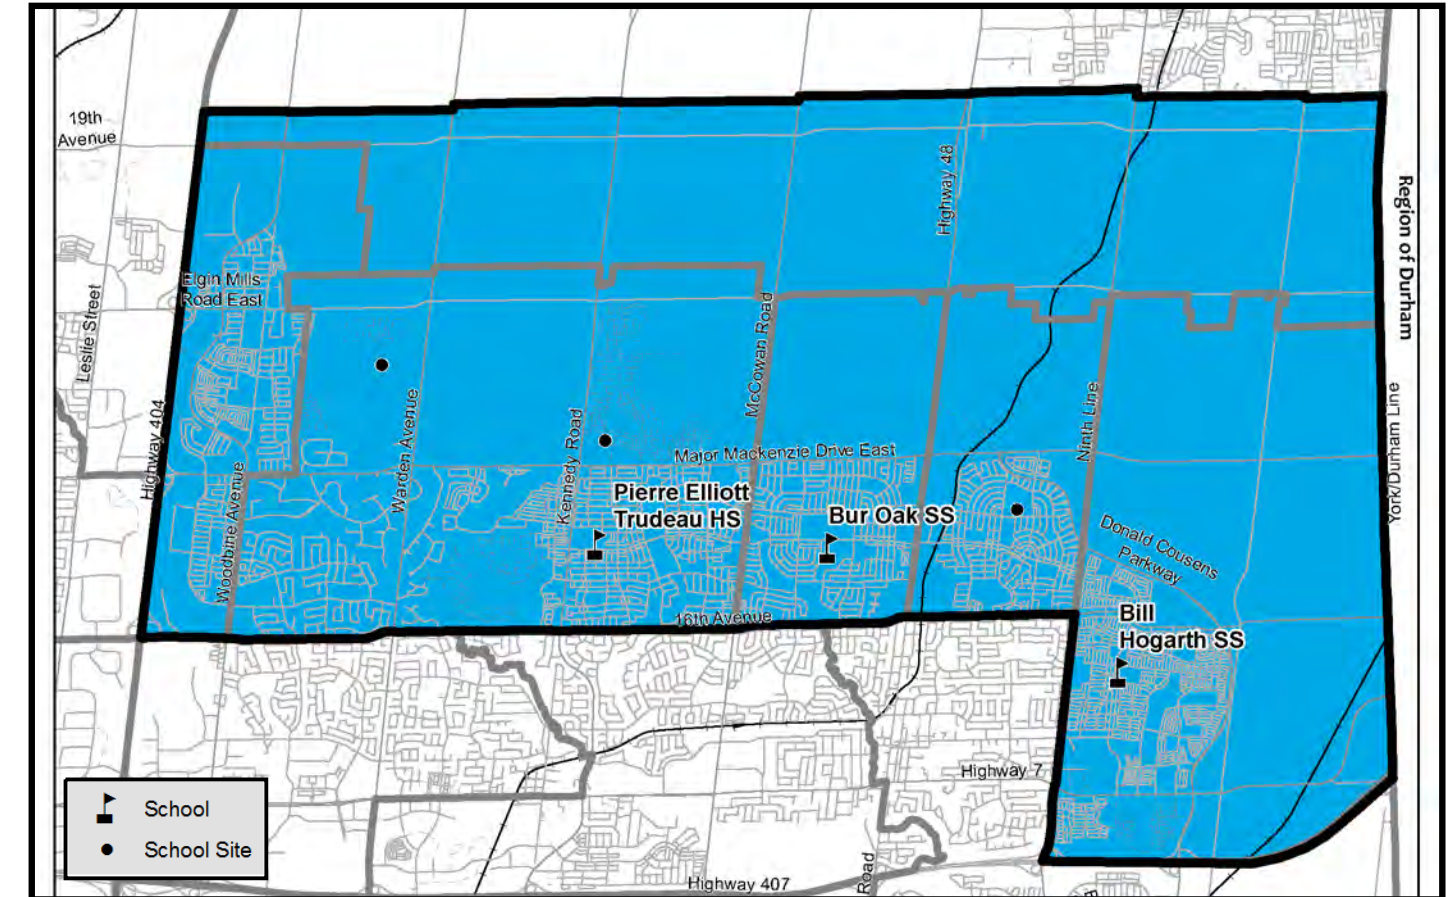 19th
Avenue
Highway 48
Region of Durham
Elgin Mills
Road East
Leslie Street
McCowan Road
Highway 404
Warden Avenue
Kennedy Road
Ninth Line
York/Durham Line
Major Mackenzie Drive East
Woodbine Avenue
Pierre Elliott
Trudeau HS
Bur Oak SS
Donald Cousens
Parkway
16th Avenue
Bill
Hogarth SS
Highway 7
School
School Site
Highway 407
Road